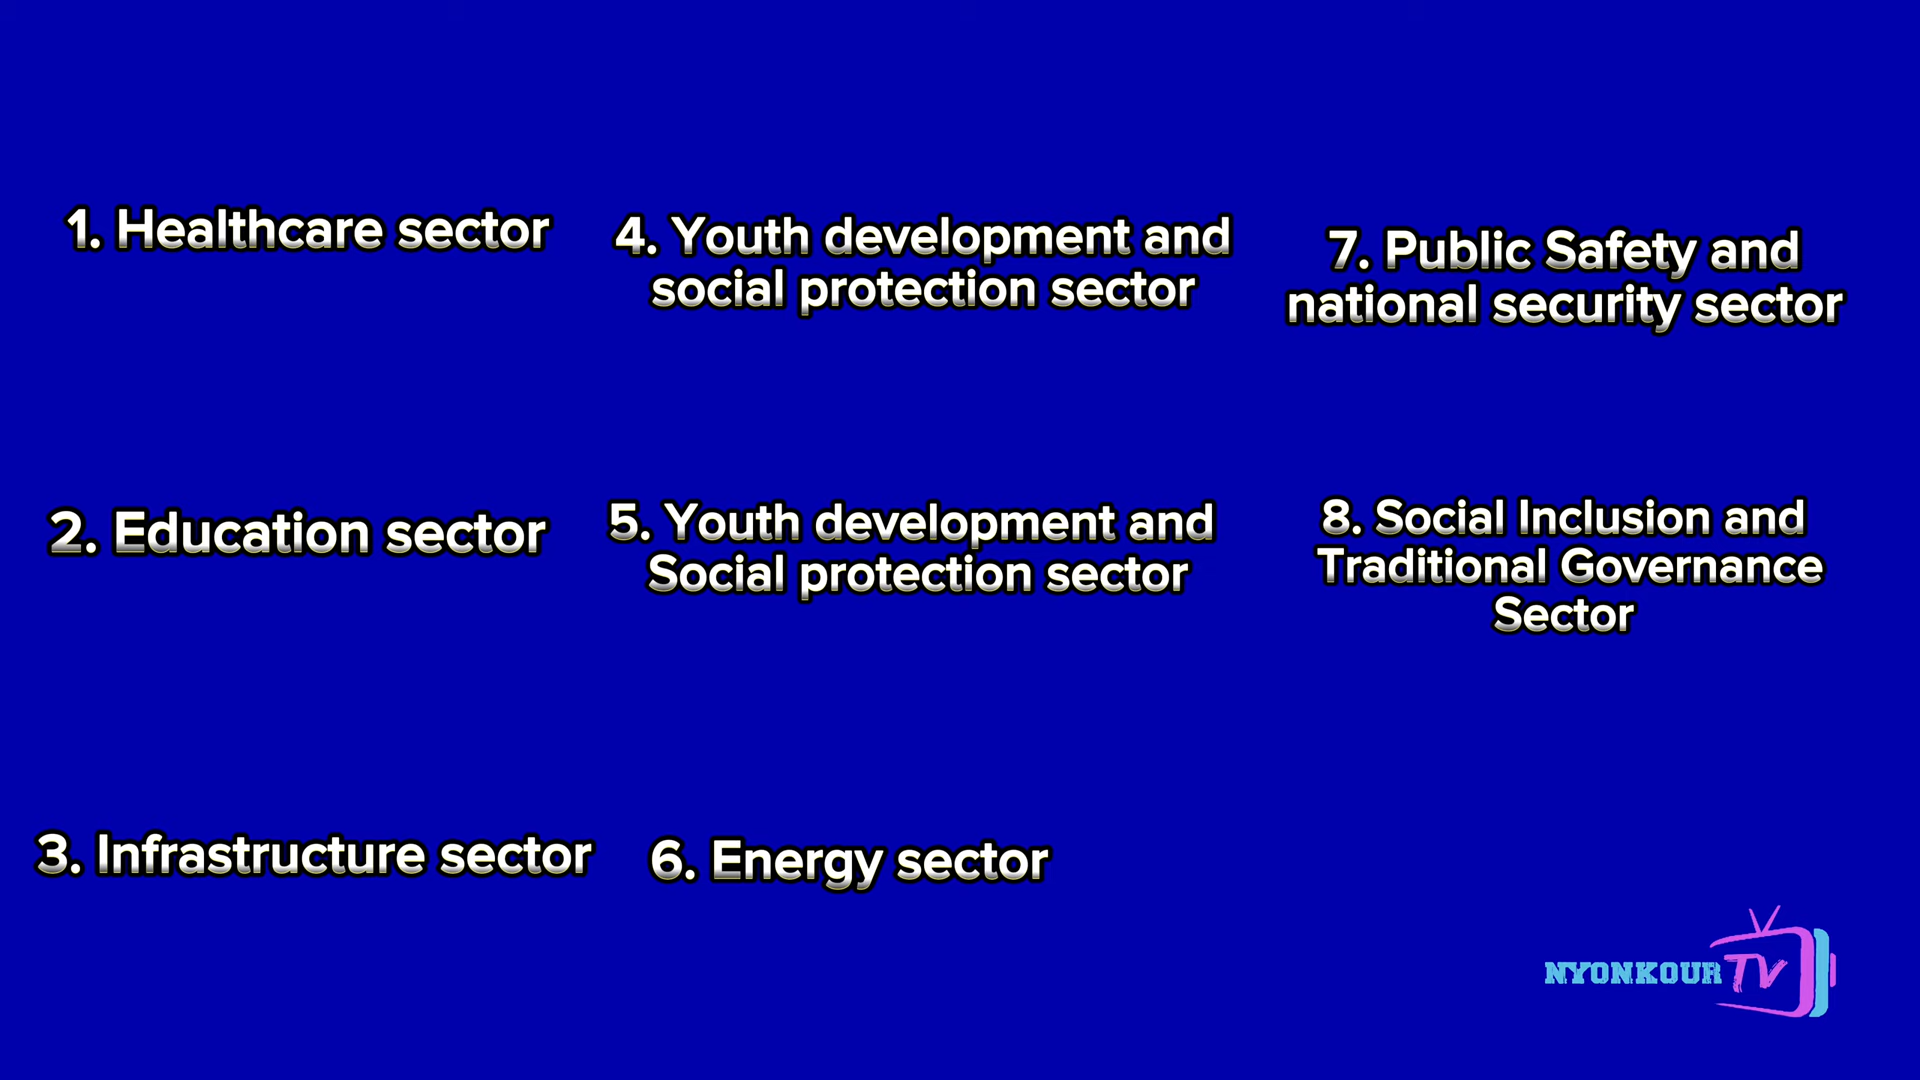 1. Healthcare sector
2. Education sector
3. Infrastructure sector
4. Youth development and
social protection sector
5. Youth development and
Social protection sector
6. Energy sector
7. Public Safety and
national security sector
8. Social Inclusion and
Traditional Governance
Sector
NYONKOUR TV